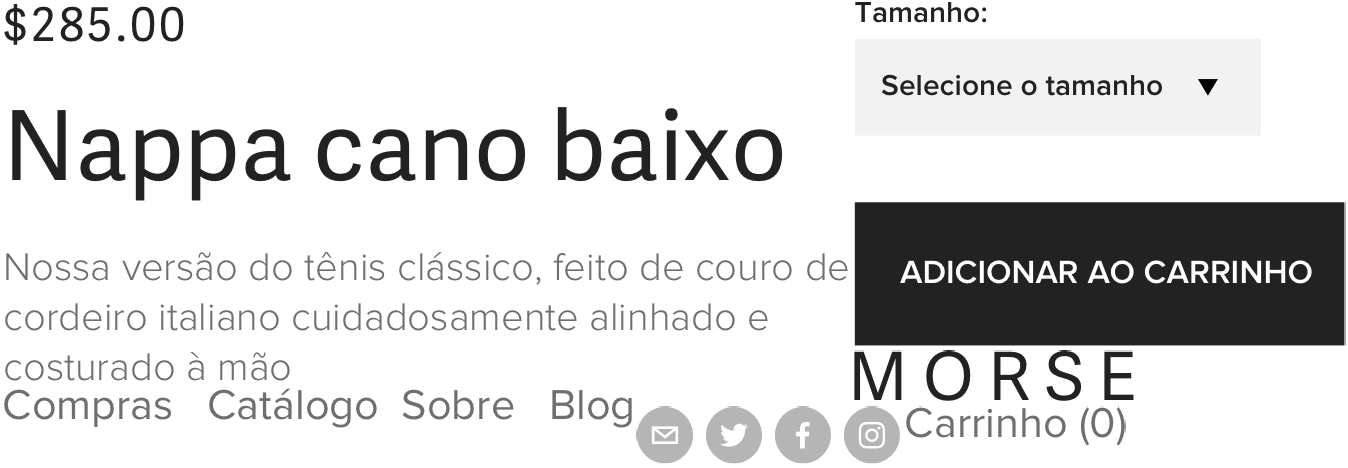 $285.00
Nappa cano baixo
Nossa versão do tênis clássico, feito de couro de
cordeiro italiano cuidadosamente alinhado e
costurado à mão
Tamanho:
Selecione o tamanho
ADICIONAR AO CARRINHO
MORSE
Compras Catálogo Sobre Blog
Carrinho (0)